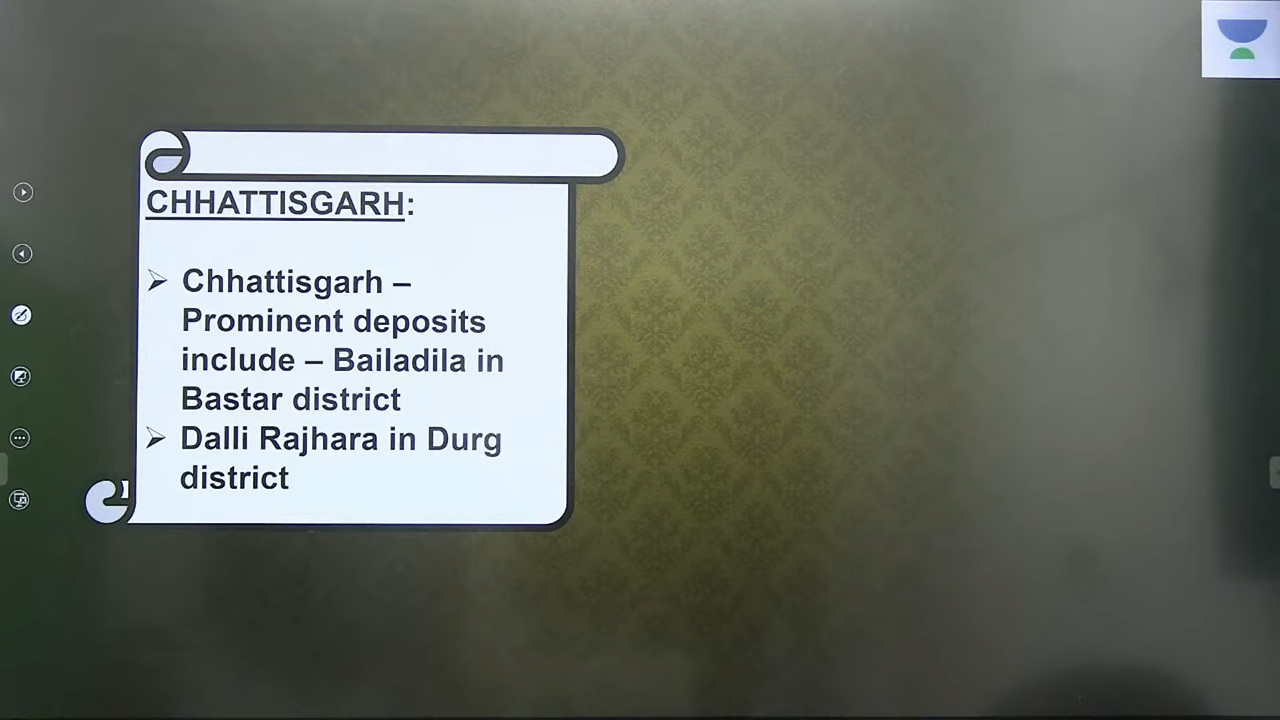 CHHATTISGARH:
➢ Chhattisgarh –
Prominent deposits
include – Bailadila in
Bastar district
➢ Dalli Rajhara in Durg
district